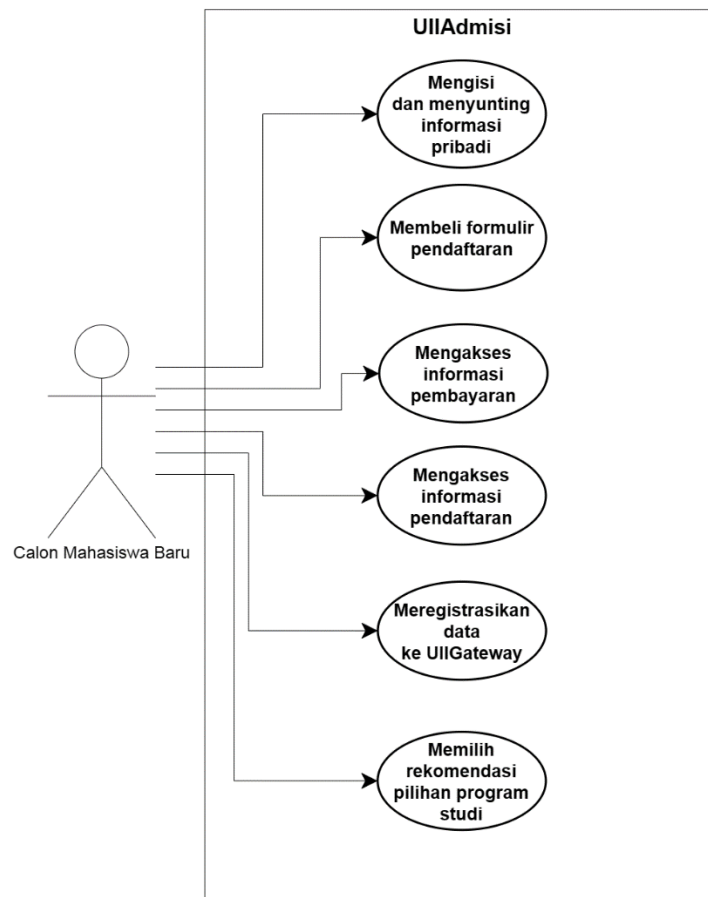 UIIAdmisi
Mengisi
dan menyunting
informasi
pribadi
Membeli formulir
pendaftaran
Mengakses
informasi
pembayaran
Mengakses
informasi
pendaftaran
Calon Mahasiswa Baru
Meregistrasikan
data
ke UIIGateway
Memilih
rekomendasi
pilihan program
studi